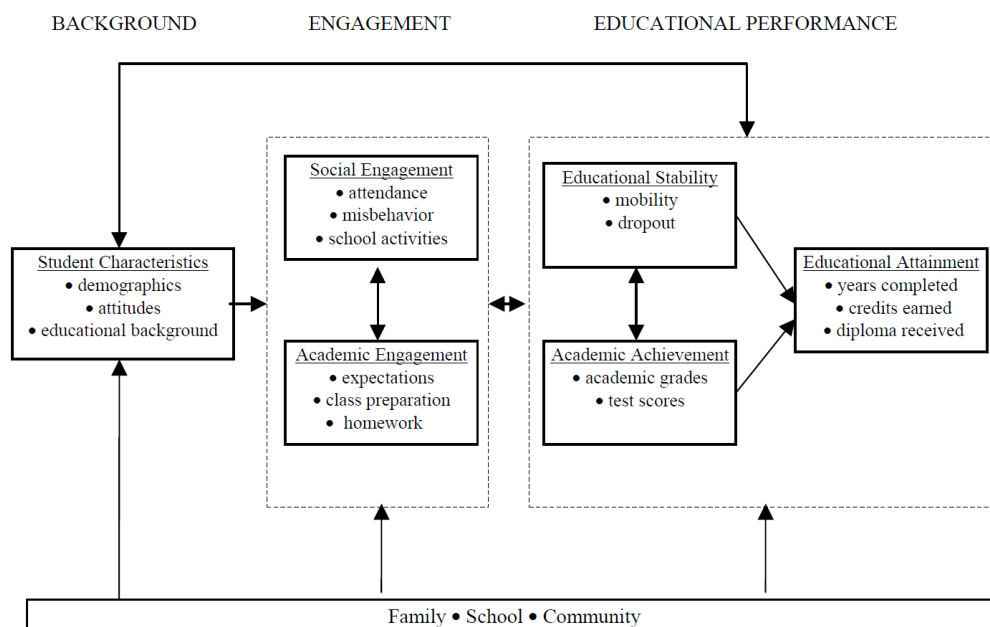 BACKGROUND
ENGAGEMENT
EDUCATIONAL PERFORMANCE
Student Characteristics
• demographics
• attitudes
• educational background
Social Engagement
• attendance
• misbehavior
• school activities
Academic Engagement
• expectations
• class preparation
• homework
Educational Stability
• mobility
• dropout
Academic Achievement
• academic grades
• test scores
Educational Attainment
• years completed
• credits earned
• diploma received
Family • School • Community